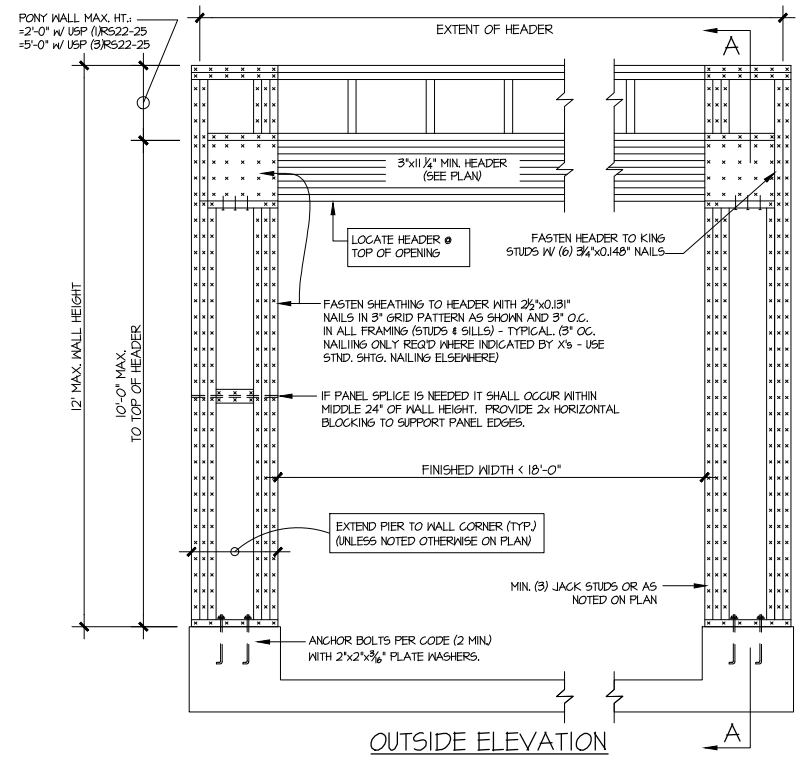 PONY WALL MAX. HT.:
=2'-0" W/ USP (1)RS22-25
=5'-0" W/ USP (3)RS22-25
EXTENT OF HEADER
A
3"x11 1/4" MIN. HEADER
(SEE PLAN)
LOCATE HEADER @
TOP OF OPENING
FASTEN HEADER TO KING
STUDS W/ (6) 3 1/4"x0.148" NAILS
FASTEN SHEATHING TO HEADER WITH 2 1/2"x0.131"
NAILS IN 3" GRID PATTERN AS SHOWN AND 3" O.C.
IN ALL FRAMING (STUDS & SILLS) - TYPICAL. (3" OC.
NAILIING ONLY REQ'D WHERE INDICATED BY X's - USE
STND. SHTG. NAILING ELSEWHERE)
12' MAX. WALL HEIGHT
10'-0" MAX.
TO TOP OF HEADER
IF PANEL SPLICE IS NEEDED IT SHALL OCCUR WITHIN
MIDDLE 24" OF WALL HEIGHT. PROVIDE 2x HORIZONTAL
BLOCKING TO SUPPORT PANEL EDGES.
FINISHED WIDTH < 18'-0"
EXTEND PIER TO WALL CORNER (TYP.)
(UNLESS NOTED OTHERWISE ON PLAN)
MIN. (3) JACK STUDS OR AS
NOTED ON PLAN
ANCHOR BOLTS PER CODE (2 MIN.)
WITH 2"x2"x3/16" PLATE WASHERS.
A
OUTSIDE ELEVATION